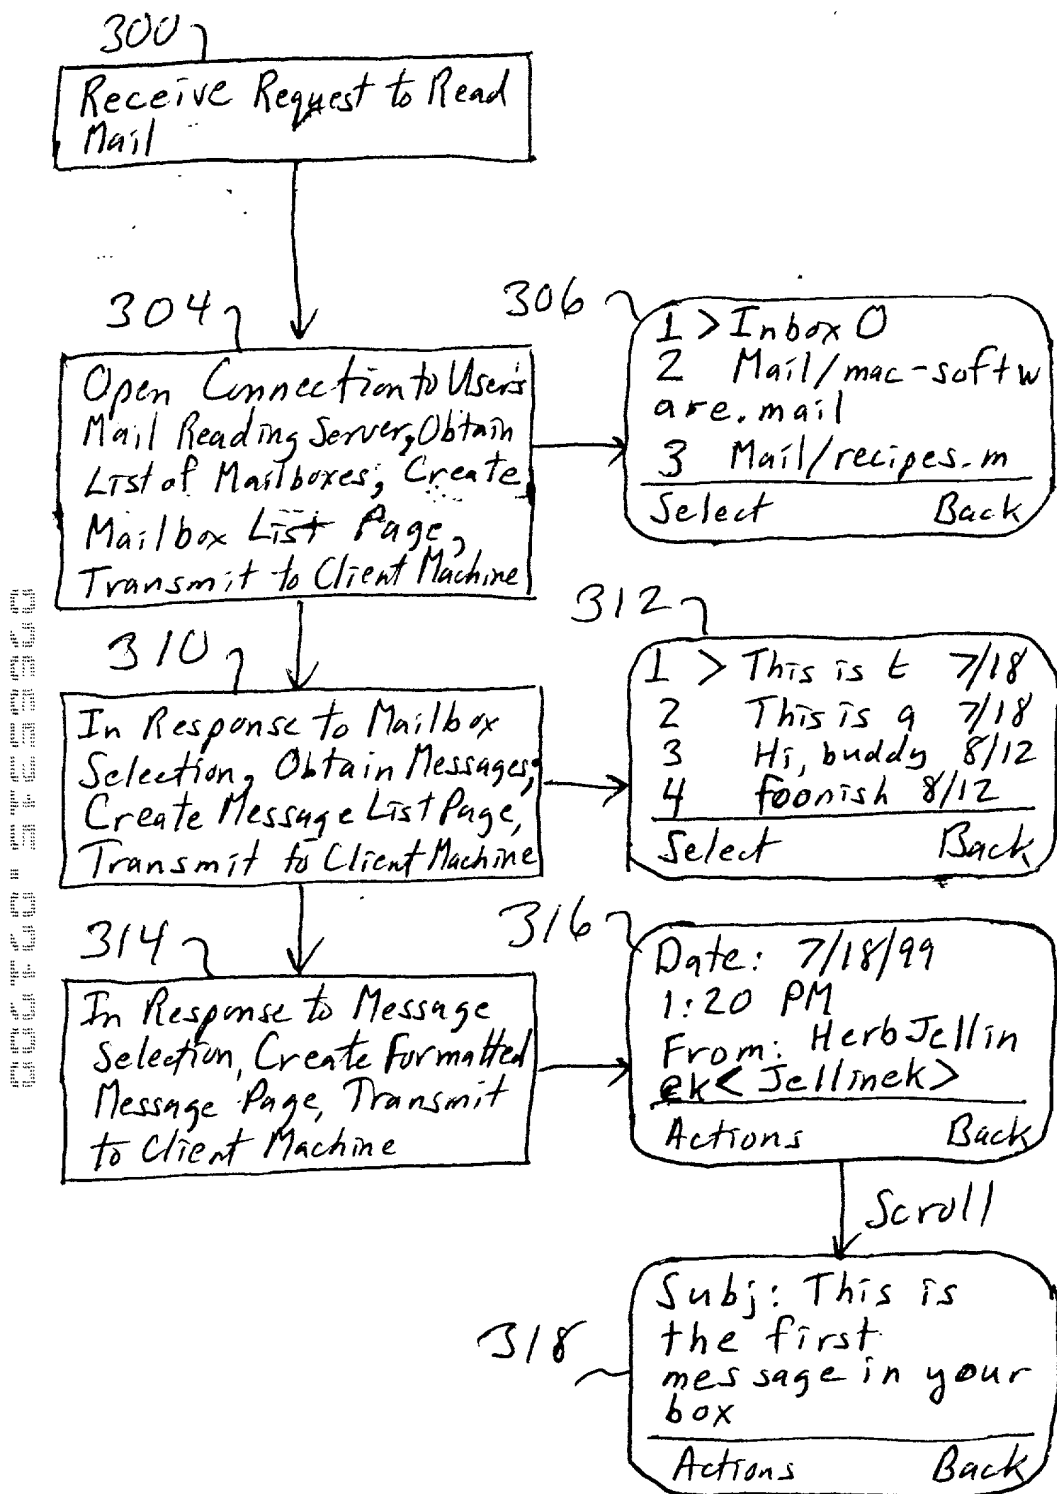 300
Receive Request to Read
Mail
304
Open Connection to User's
Mail Reading Server, Obtain
List of Mailboxes, Create
Mailbox List Page,
Transmit to Client Machine
306
1 > Inbox O
2 Mail/mac-softw
are.mail
3 Mail/recipes.m
Select Back
310
In Response to Mailbox
Selection, Obtain Messages,
Create Message List Page,
Transmit to Client Machine
312
1 > This is t 7/18
2 This is a 7/18
3 Hi, buddy 8/12
4 foonish 8/12
Select Back
314
In Response to Message
Selection, Create Formatted
Message Page, Transmit
to Client Machine
316
Date: 7/18/99
1:20 PM
From: Herb Jellin
ek<Jellinek>
Actions Back
Scroll
318
Subj: This is
the first
message in your
box
Actions Back